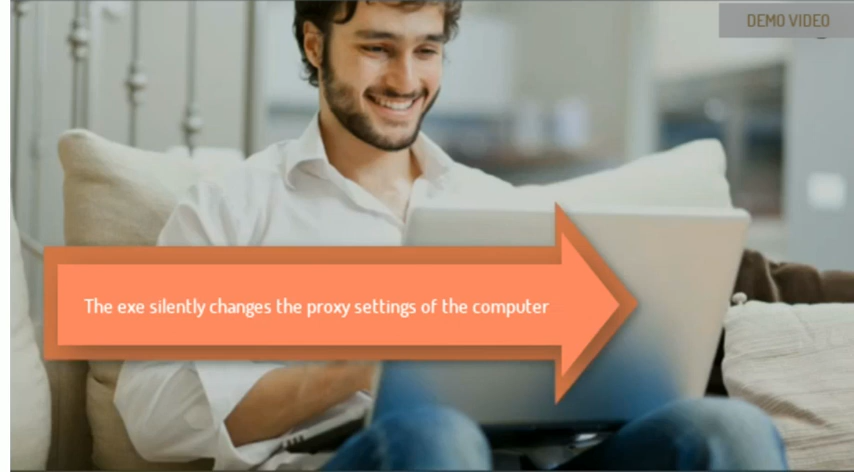 DEMO VIDEO
The exe silently changes the proxy settings of the computer